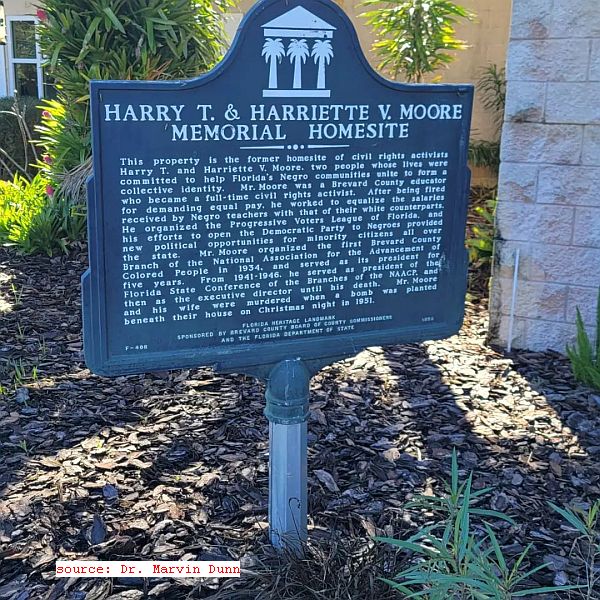 HARRY T. & HARRIETTE V. MOORE
MEMORIAL HOMESITE
This property is the former homesite of civil rights activists
Harry T. and Harriette V. Moore, two people whose lives were
committed to help Florida's Negro communities unite to form a
collective identity. Mr. Moore was a Brevard County educator
who became a full-time civil rights activist. After being fired
for demanding equal pay, he worked to equalize the salaries
received by Negro teachers with that of their white counterparts.
He organized the Progressive Voters League of Florida, and
his efforts to open the Democratic Party to Negroes provided
new political opportunities for minority citizens all over
the state. Mr. Moore organized the first Brevard County
Branch of the National Association for the Advancement of
Colored People in 1934, and served as its president for
five years. From 1941-1946, he served as president of the
Florida State Conference of the Branches of the NAACP, and
then as the executive director until his death. Mr. Moore
and his wife were murdered when a bomb was planted
beneath their house on Christmas night in 1951.
FLORIDA HERITAGE LANDMARK
SPONSORED BY BREVARD COUNTY BOARD OF COUNTY COMMISSIONERS
F-408 AND THE FLORIDA DEPARTMENT OF STATE
source: Dr. Marvin Dunn